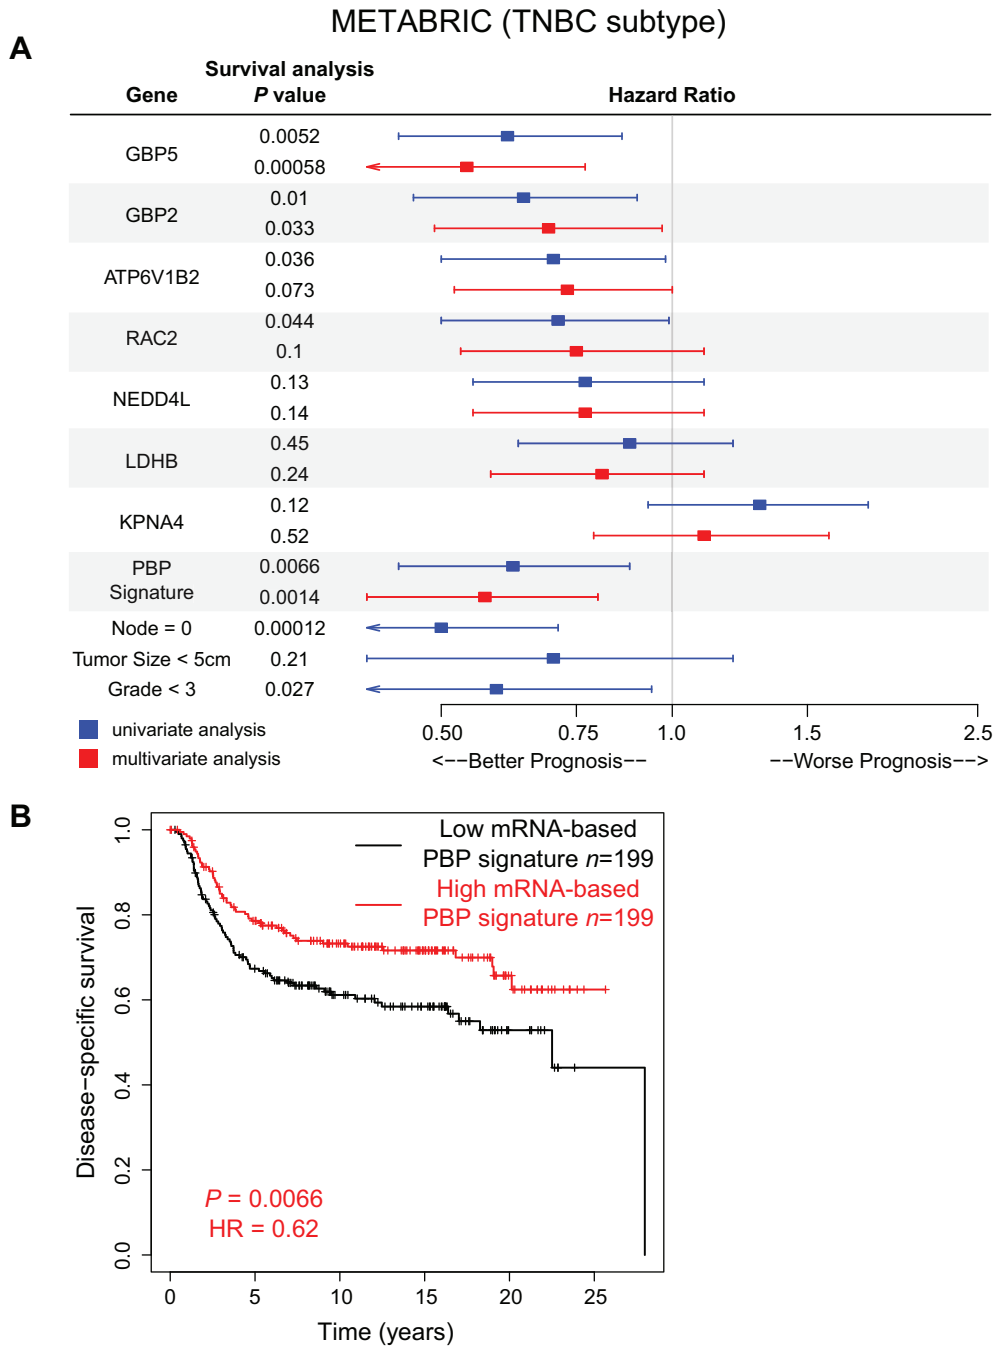 METABRIC (TNBC subtype)
A
Survival analysis
Gene P value Hazard Ratio
GBP5
0.0052
0.00058
GBP2
0.01
0.033
ATP6V1B2
0.036
0.073
RAC2
0.044
0.1
NEDD4L
0.13
0.14
LDHB
0.45
0.24
KPNA4
0.12
0.52
PBP
Signature
0.0066
0.0014
Node = 0 0.00012
Tumor Size < 5cm 0.21
Grade < 3 0.027
univariate analysis
multivariate analysis
0.50 0.75 1.0 1.5 2.5
<−−Better Prognosis−− −−Worse Prognosis−−>
B
Low mRNA-based
PBP signature n=199
High mRNA-based
PBP signature n=199
Disease−specific survival
1.0
0.8
0.6
0.4
0.2
0.0
P = 0.0066
HR = 0.62
0 5 10 15 20 25
Time (years)